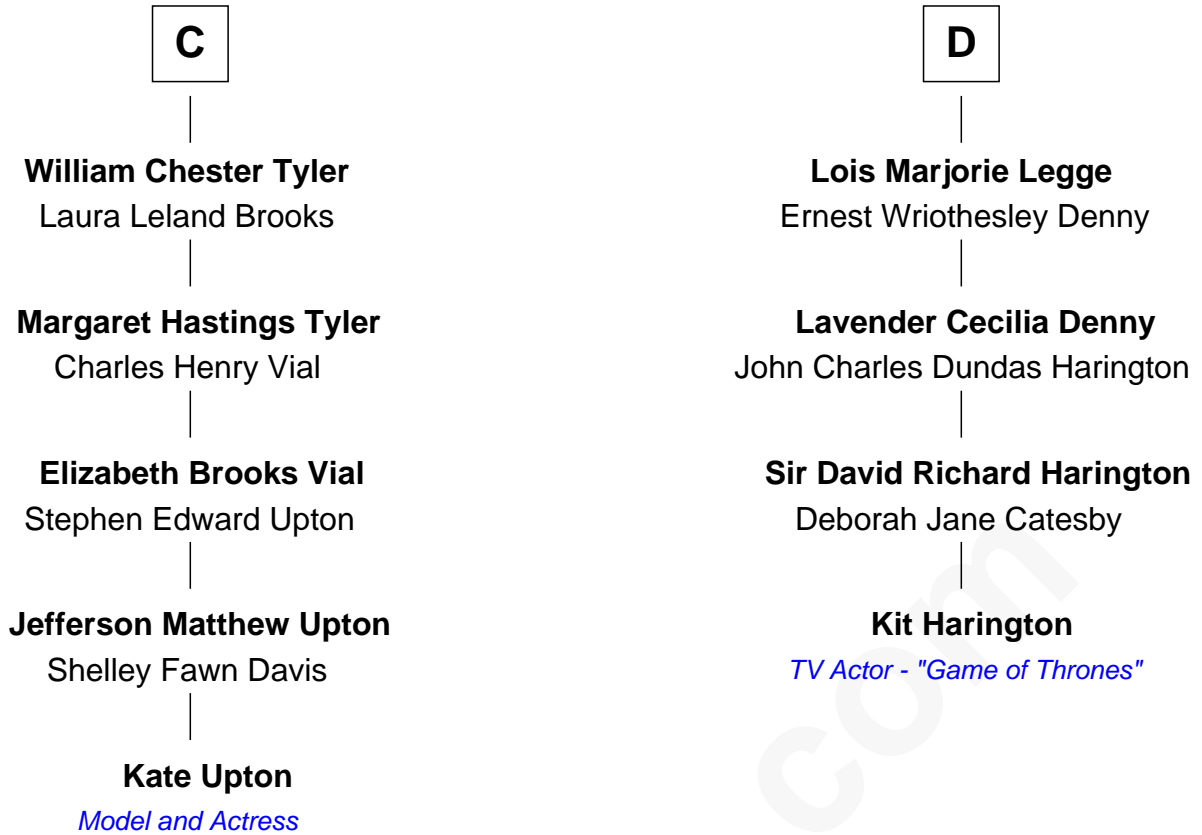 C
William Chester Tyler
Laura Leland Brooks
Margaret Hastings Tyler
Charles Henry Vial
Elizabeth Brooks Vial
Stephen Edward Upton
Jefferson Matthew Upton
Shelley Fawn Davis
Kate Upton
Model and Actress
D
Lois Marjorie Legge
Ernest Wriothesley Denny
Lavender Cecilia Denny
John Charles Dundas Harington
Sir David Richard Harington
Deborah Jane Catesby
Kit Harington
TV Actor - "Game of Thrones"
com